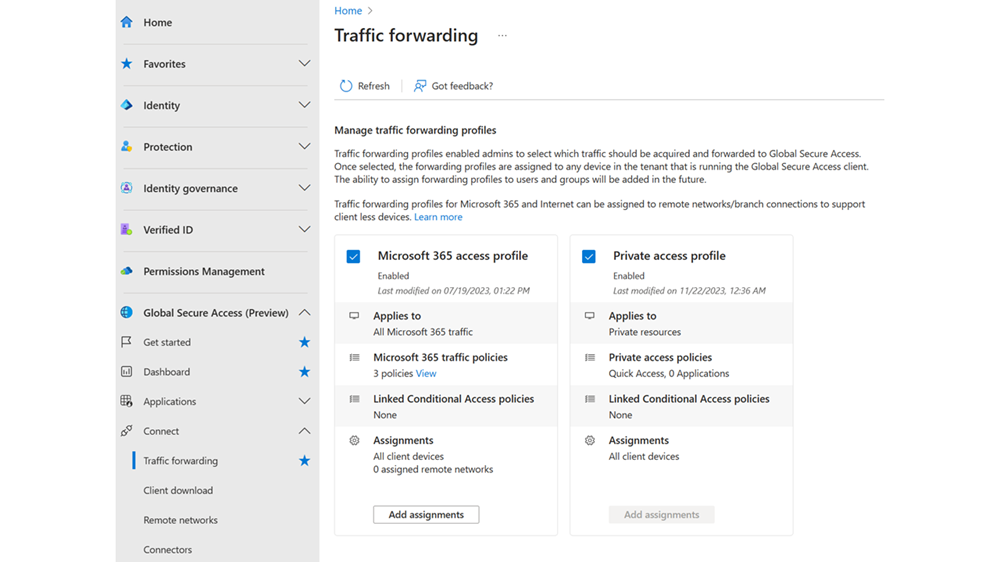 Home
Favorites
Identity
Protection
Identity governance
Verified ID
Permissions Management
Global Secure Access (Preview)
Get started
Dashboard
Applications
Connect
Traffic forwarding
Client download
Remote networks
Connectors
Home
Traffic forwarding
...
Refresh
Got feedback?
Manage traffic forwarding profiles
Traffic forwarding profiles enabled admins to select which traffic should be acquired and forwarded to Global Secure Access.
Once selected, the forwarding profiles are assigned to any device in the tenant that is running the Global Secure Access client.
The ability to assign forwarding profiles to users and groups will be added in the future.
Traffic forwarding profiles for Microsoft 365 and Internet can be assigned to remote networks/branch connections to support
client less devices. Learn more
Microsoft 365 access profile
Enabled
Last modified on 07/19/2023, 01:22 PM
Applies to
All Microsoft 365 traffic
Microsoft 365 traffic policies
3 policies View
Linked Conditional Access policies
None
Assignments
All client devices
0 assigned remote networks
Add assignments
Private access profile
Enabled
Last modified on 11/22/2023, 12:36 AM
Applies to
Private resources
Private access policies
Quick Access, 0 Applications
Linked Conditional Access policies
None
Assignments
All client devices
Add assignments